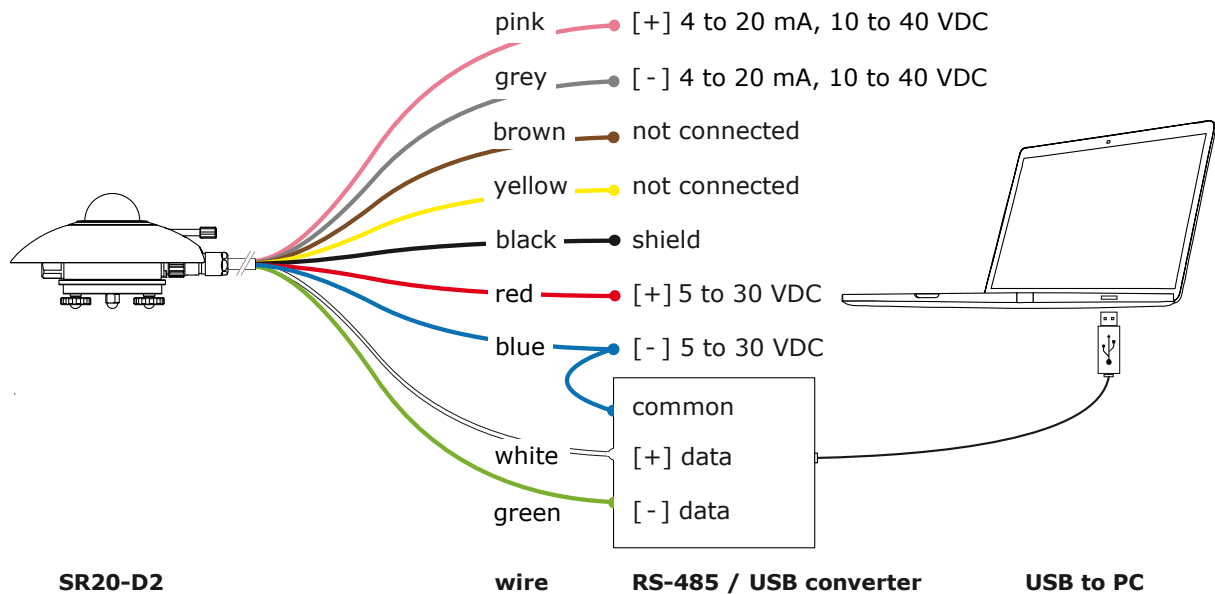 pink [+] 4 to 20 mA, 10 to 40 VDC
grey [-] 4 to 20 mA, 10 to 40 VDC
brown not connected
yellow not connected
black shield
red [+] 5 to 30 VDC
blue [-] 5 to 30 VDC
common
white [+] data
green [-] data
SR20-D2 wire RS-485 / USB converter USB to PC